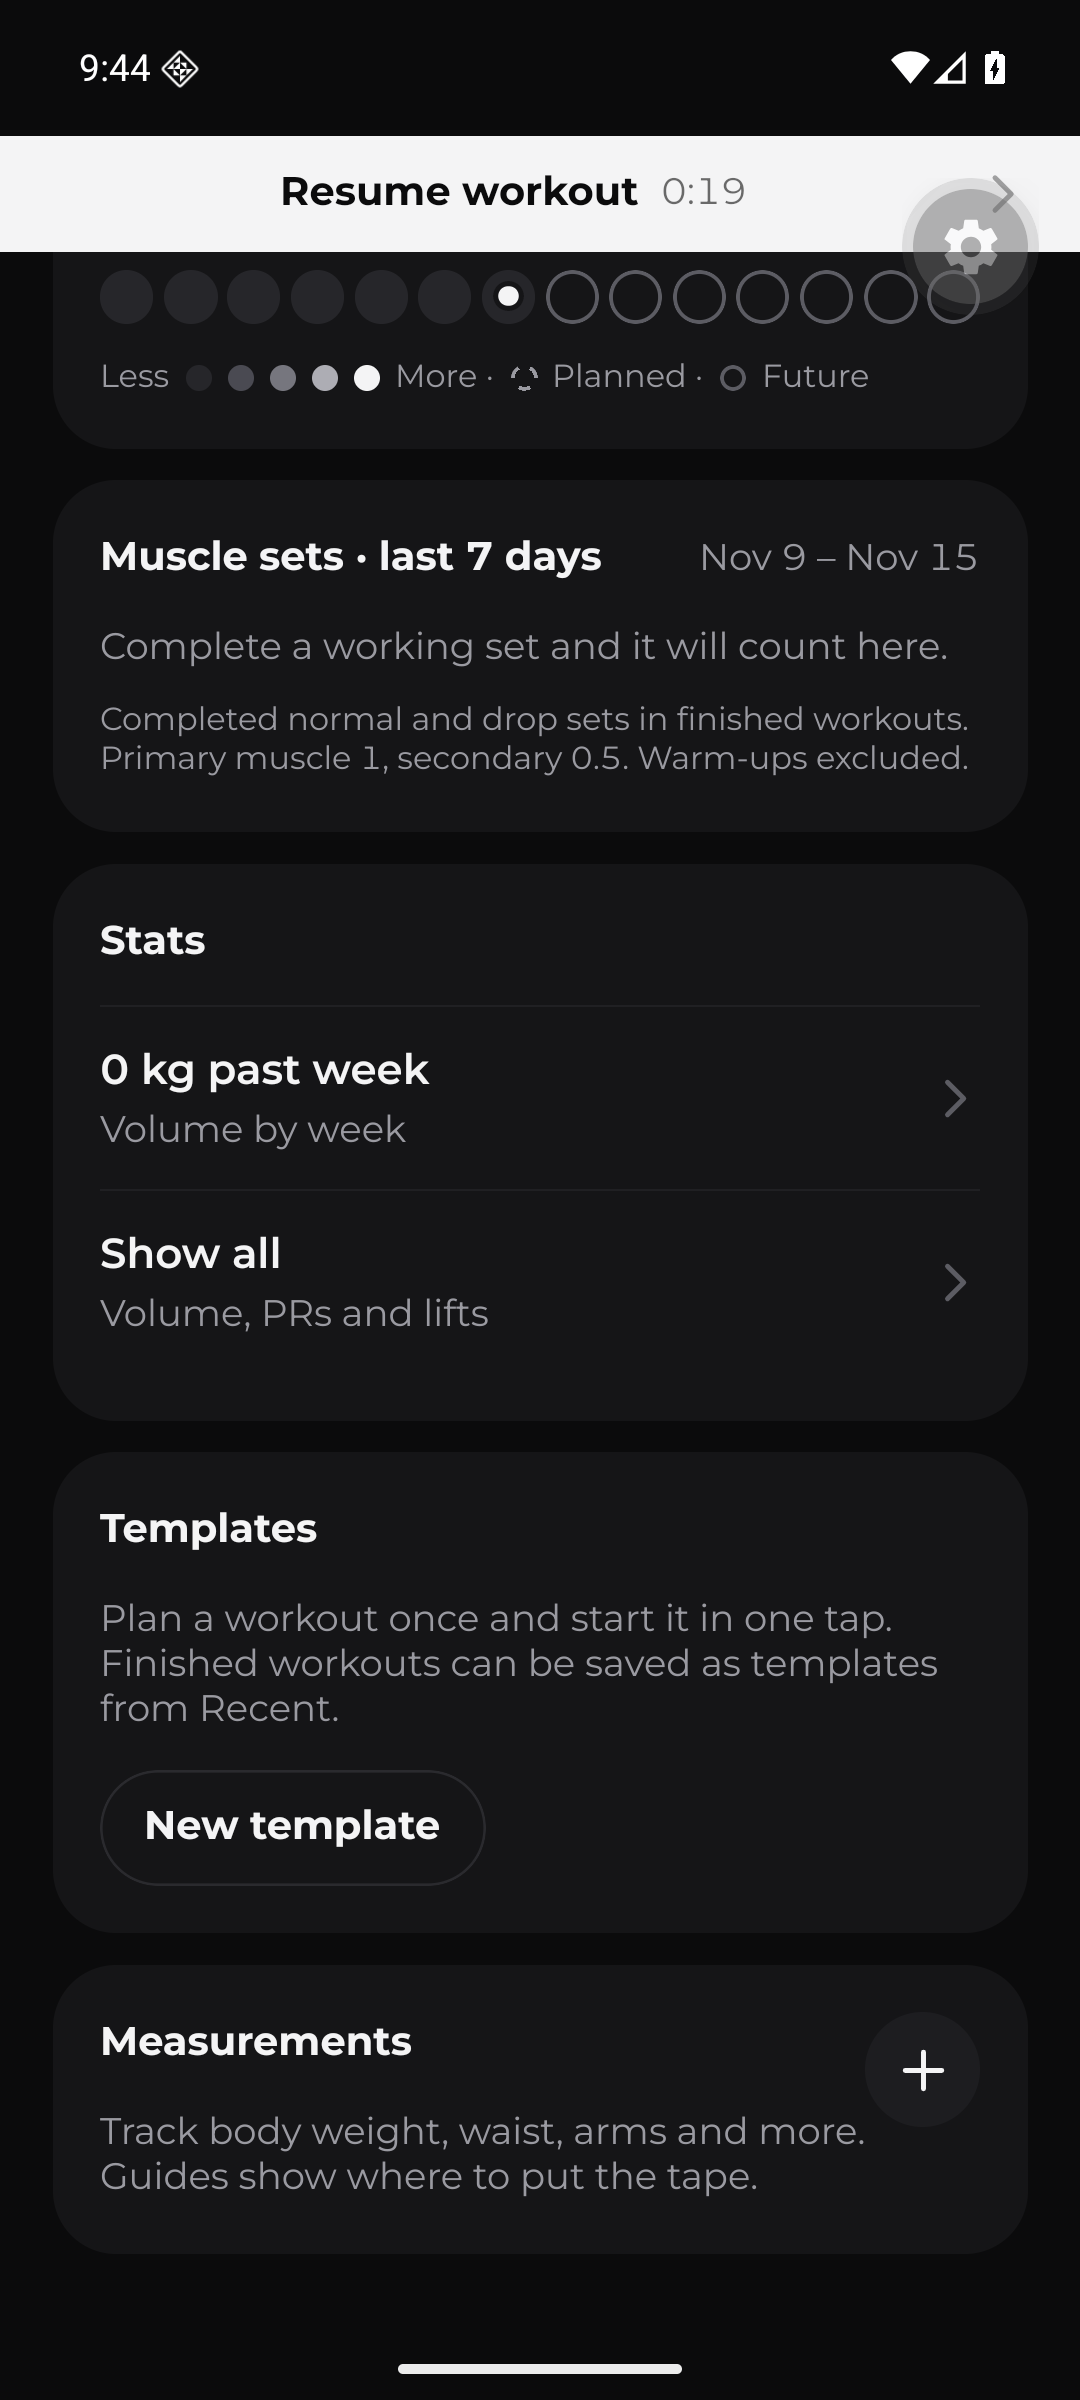 9:44
Resume workout 0:19
Less More · Planned · Future
Muscle sets · last 7 days Nov 9 – Nov 15
Complete a working set and it will count here.
Completed normal and drop sets in finished workouts.
Primary muscle 1, secondary 0.5. Warm-ups excluded.
Stats
0 kg past week
Volume by week
Show all
Volume, PRs and lifts
Templates
Plan a workout once and start it in one tap.
Finished workouts can be saved as templates
from Recent.
New template
Measurements
Track body weight, waist, arms and more.
Guides show where to put the tape.